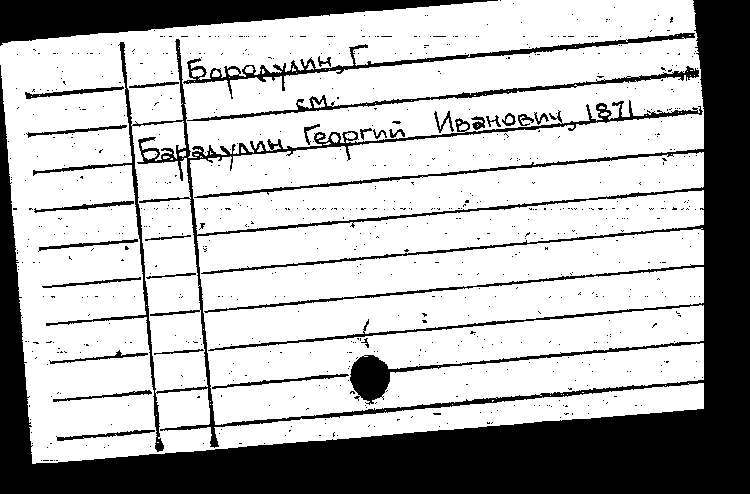 Бородулин, Г.
см.
Барадулин, Георгий Иванович, 1871